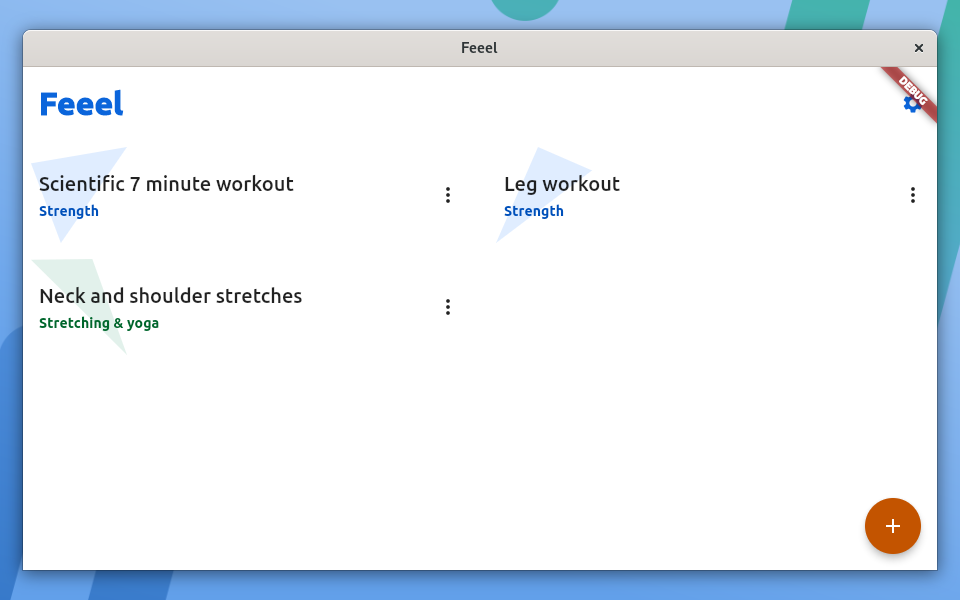 Feeel
DEBUG
Feeel
Scientific 7 minute workout
Strength
Leg workout
Strength
Neck and shoulder stretches
Stretching & yoga